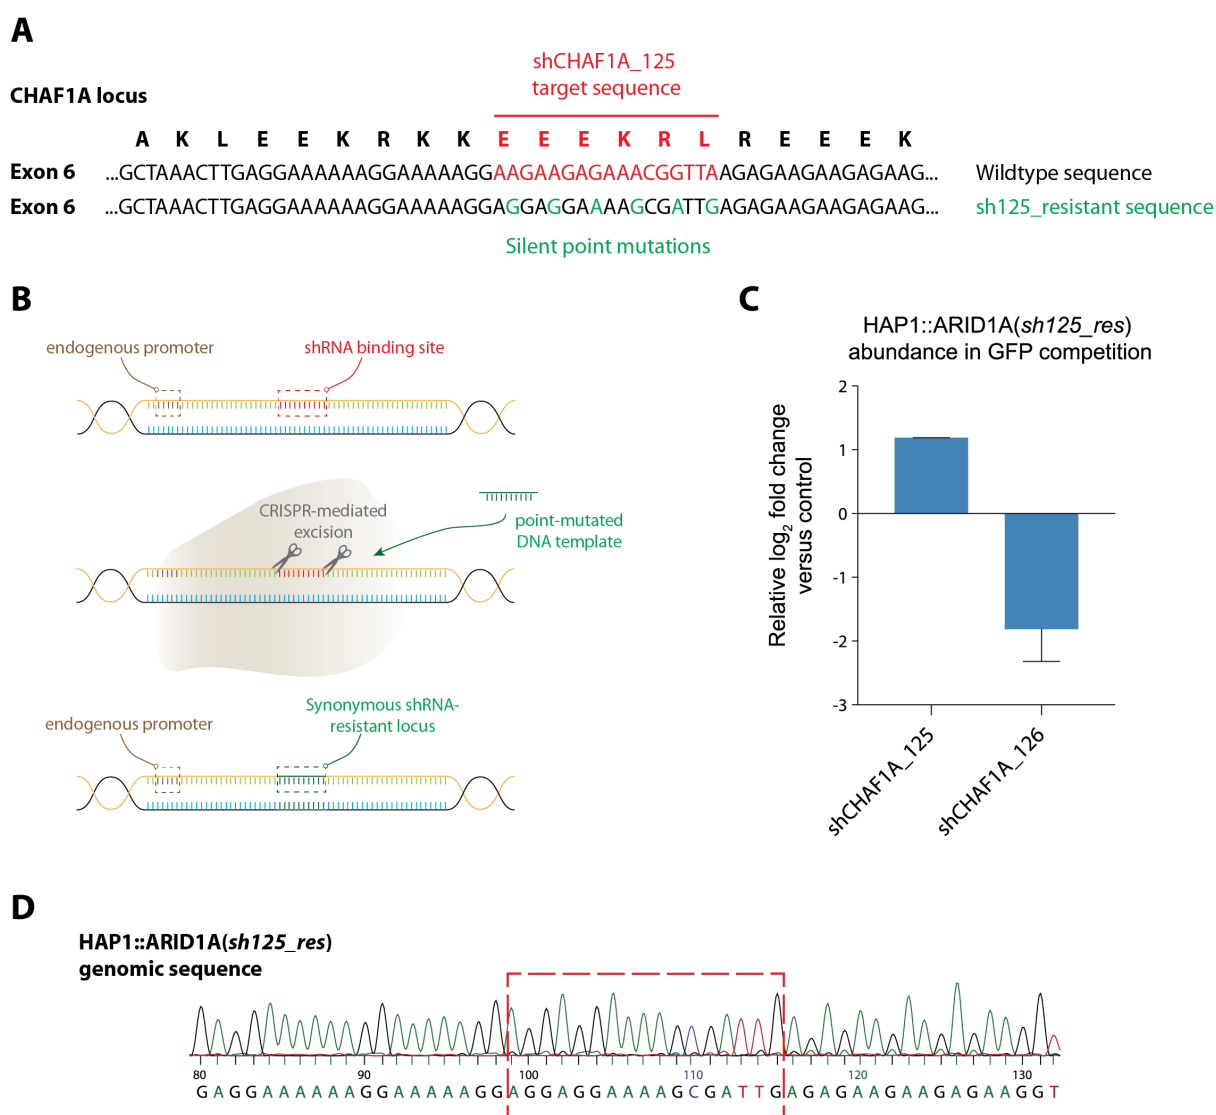 A
shCHAF1A_125
target sequence
CHAF1A locus
A K L E E K R K K E E E K R L R E E E K
Exon 6 ...GCTAAACTTGAGGAAAAAAGGAAAAAGGAAGAAGAGAAACGGTTAAGAGAAGAAGAGAAG... Wildtype sequence
Exon 6 ...GCTAAACTTGAGGAAAAAAGGAAAAAGGAGGAGGAAAAGCGATTGAGAGAAGAAGAGAAG... sh125_resistant sequence
Silent point mutations
B
endogenous promoter shRNA binding site
CRISPR-mediated
excision
point-mutated
DNA template
Synonymous shRNA-
resistant locus
endogenous promoter
C
HAP1::ARID1A(sh125_res)
abundance in GFP competition
Relative log2 fold change
versus control
2
1
0
-1
-2
-3
shCHAF1A_125
shCHAF1A_126
D
HAP1::ARID1A(sh125_res)
genomic sequence
80 90 100 110 120 130
G A G G A A A A A A G G A A A A A G G A G G A G G A A A A G C G A T T G A G A G A A G A A G A G A A G G T